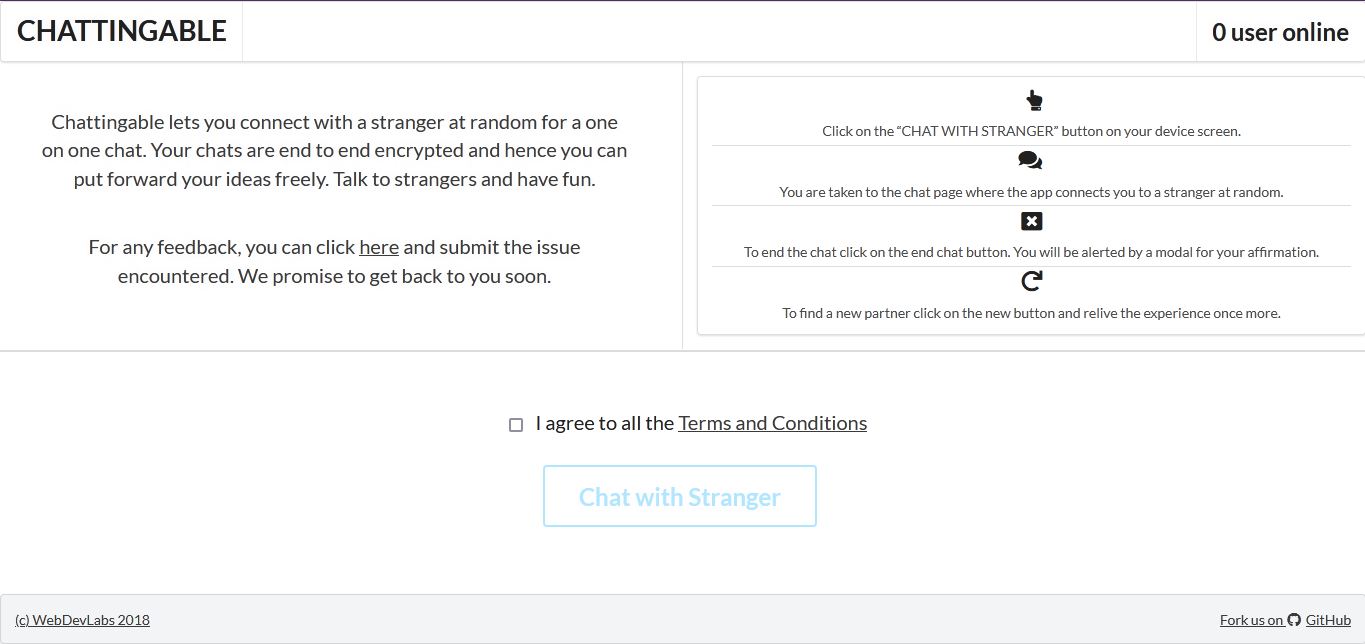 CHATTINGABLE
0 user online
Chattingable lets you connect with a stranger at random for a one
on one chat. Your chats are end to end encrypted and hence you can
put forward your ideas freely. Talk to strangers and have fun.
For any feedback, you can click here and submit the issue
encountered. We promise to get back to you soon.
Click on the “CHAT WITH STRANGER” button on your device screen.
You are taken to the chat page where the app connects you to a stranger at random.
To end the chat click on the end chat button. You will be alerted by a modal for your affirmation.
To find a new partner click on the new button and relive the experience once more.
I agree to all the Terms and Conditions
Chat with Stranger
(c) WebDevLabs 2018
Fork us on GitHub